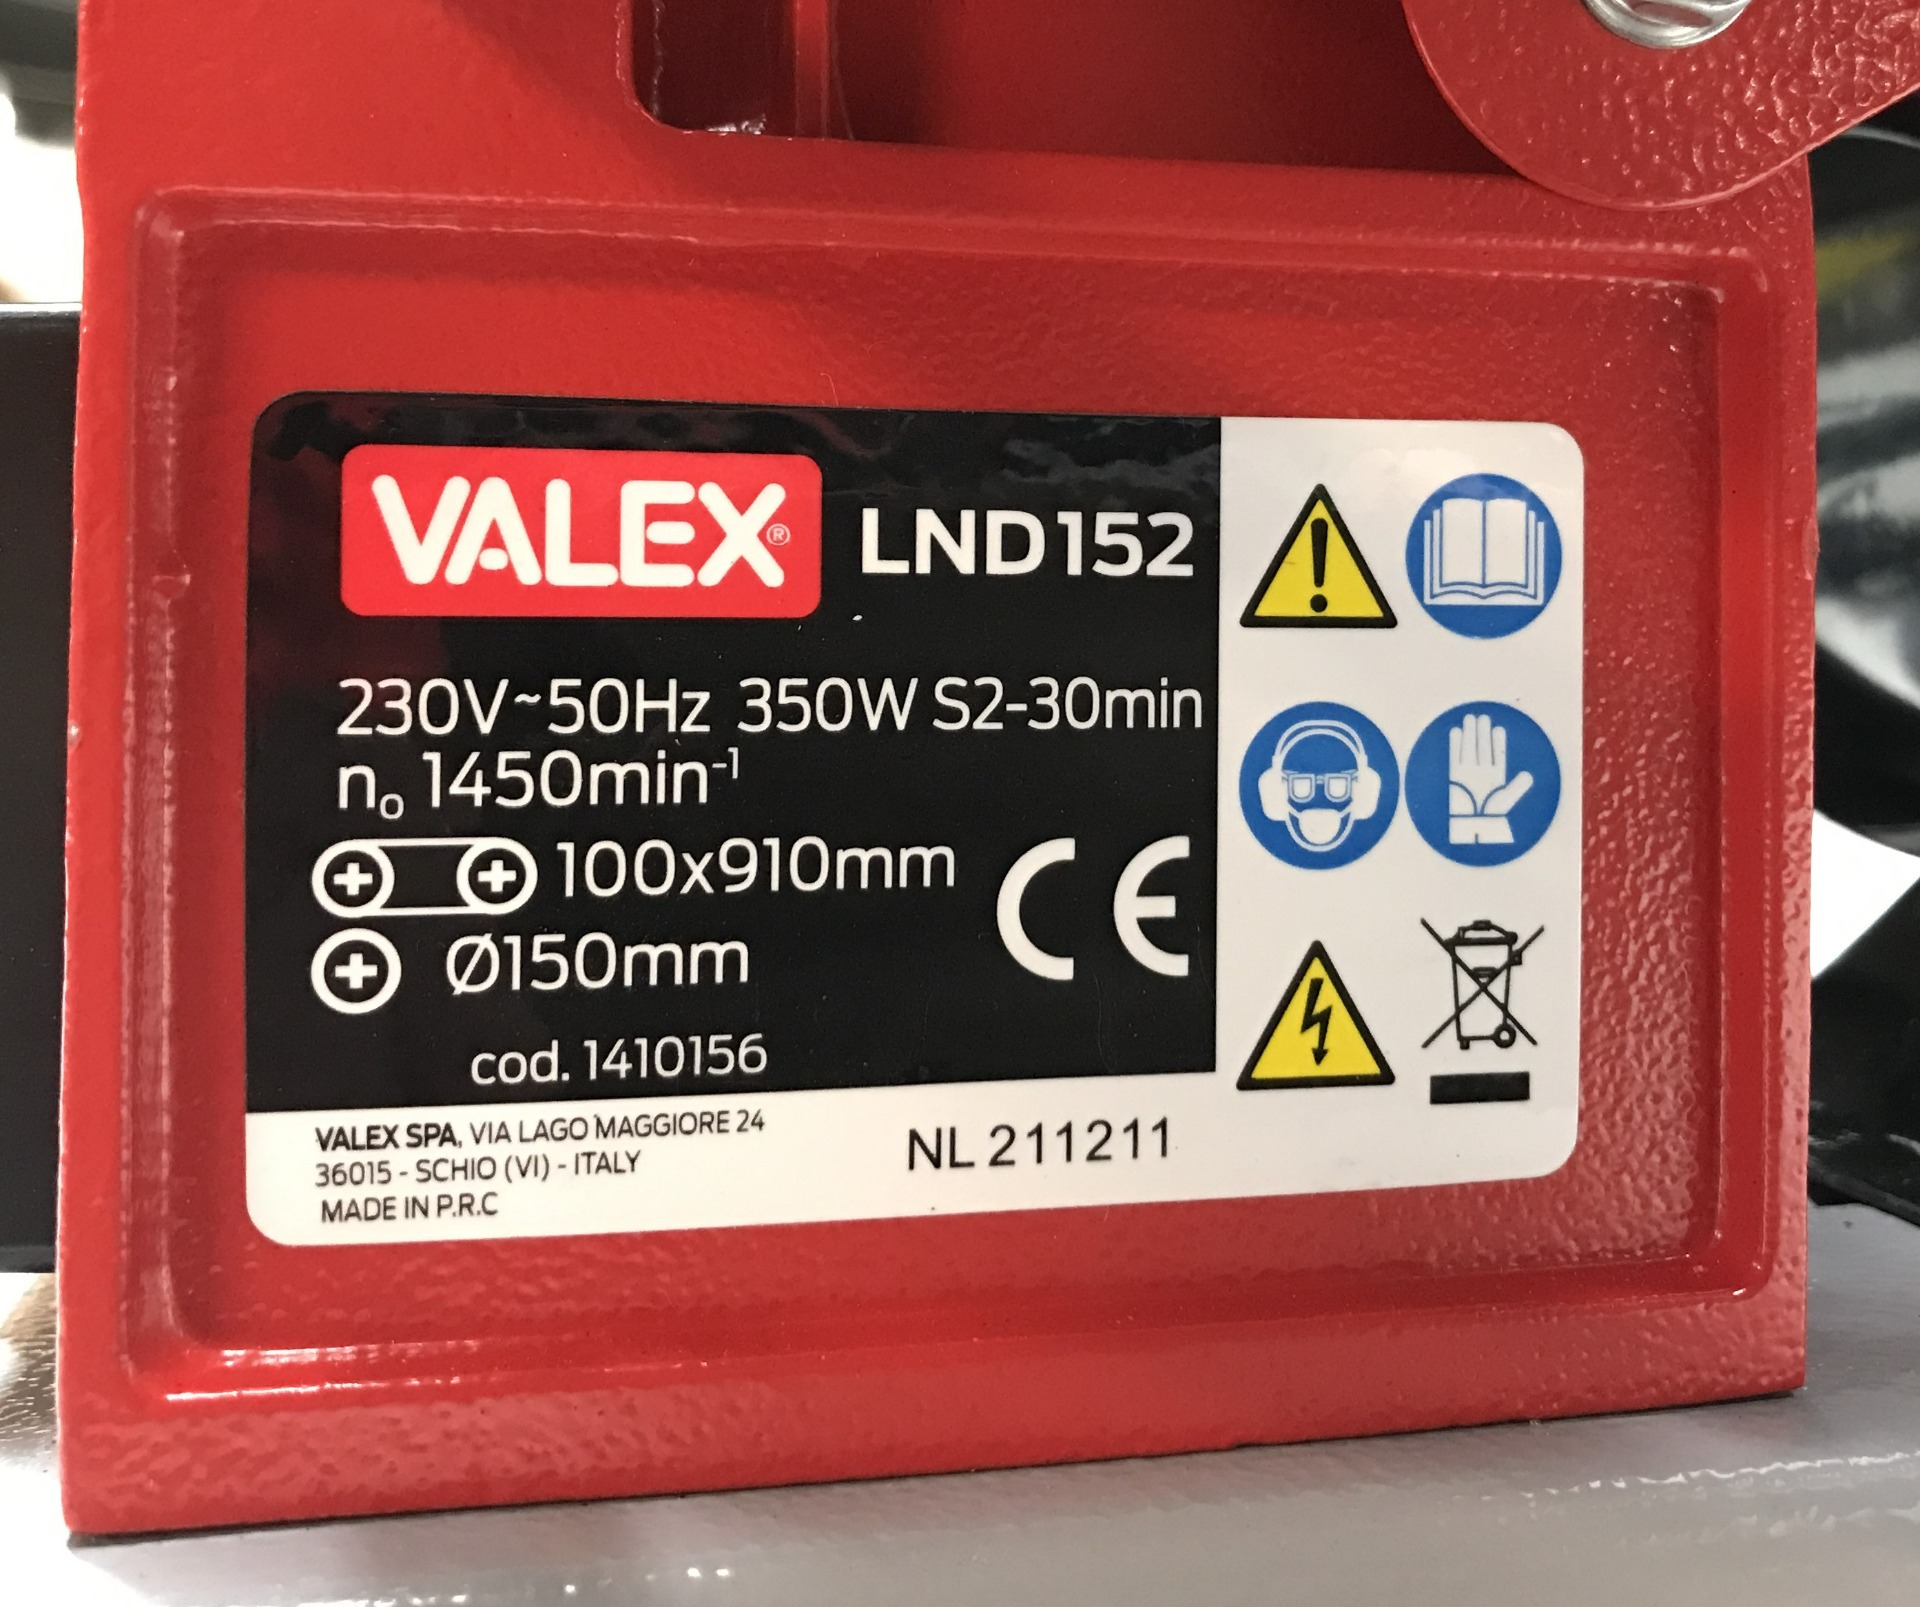 VALEX® LND152
230V~50Hz 350W S2-30min
n₀ 1450min⁻¹
100x910mm
CE
Ø150mm
cod. 1410156
VALEX SPA, VIA LAGO MAGGIORE 24
36015 - SCHIO (VI) - ITALY
MADE IN P.R.C
NL 211211